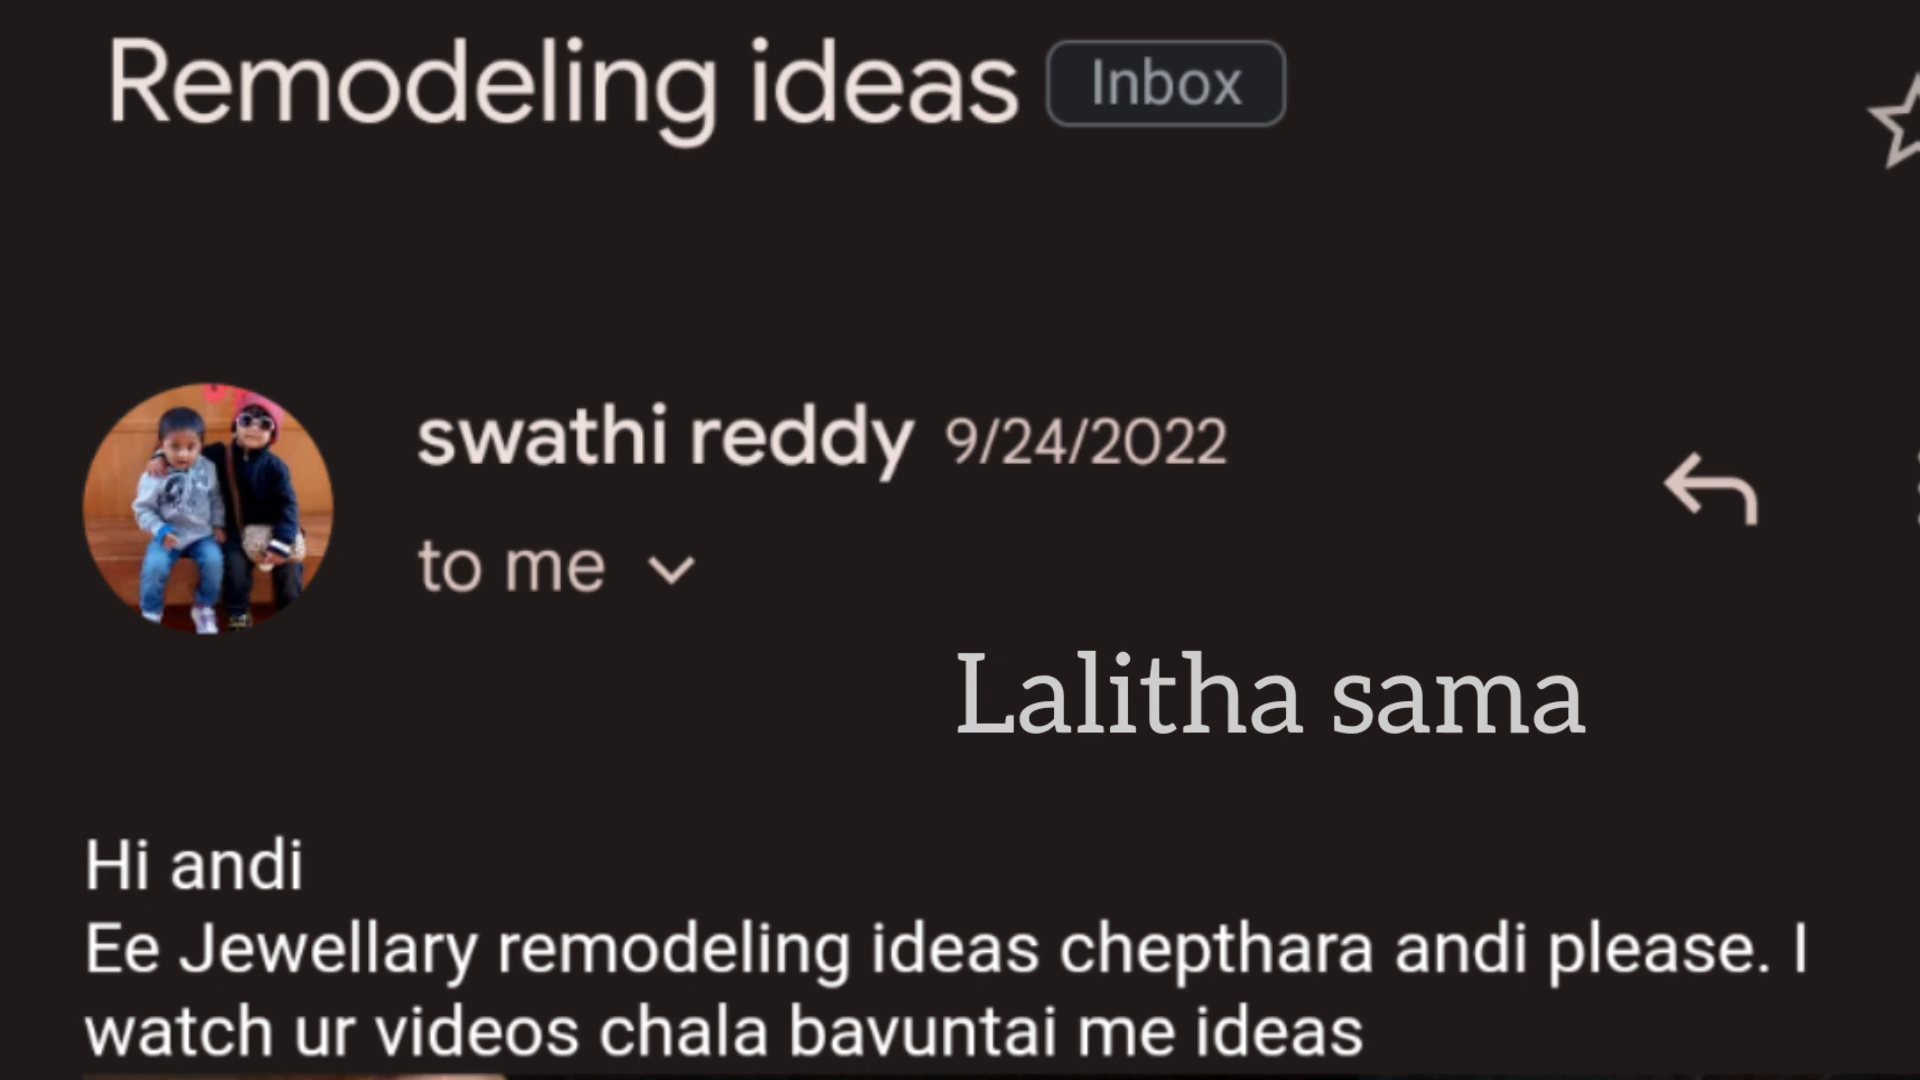 Remodeling ideas Inbox
swathi reddy 9/24/2022
to me
Lalitha sama
Hi andi
Ee Jewellary remodeling ideas chepthara andi please. I
watch ur videos chala bavuntai me ideas